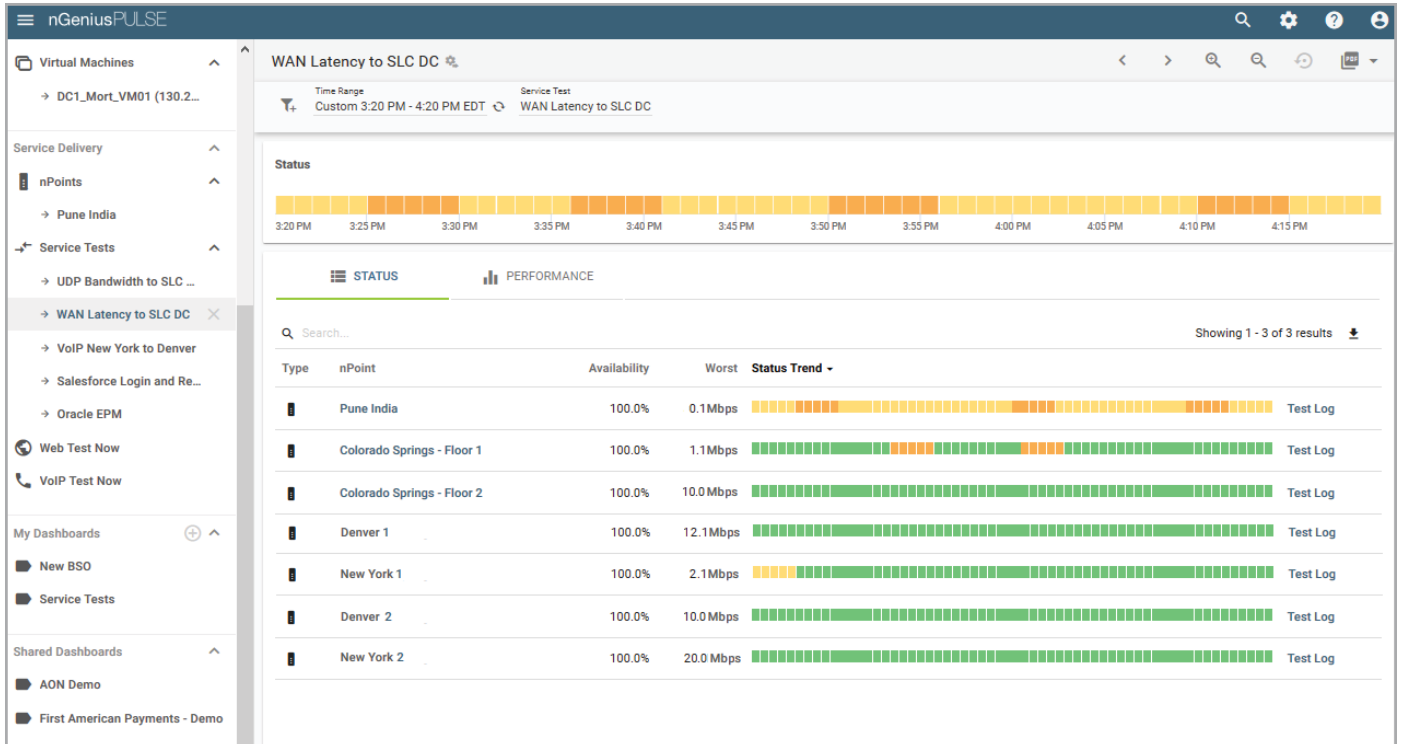 nGeniusPULSE
Virtual Machines
DC1_Mort_VM01 (130.2...
Service Delivery
nPoints
Pune India
Service Tests
UDP Bandwidth to SLC ...
WAN Latency to SLC DC
VoIP New York to Denver
Salesforce Login and Re...
Oracle EPM
Web Test Now
VoIP Test Now
My Dashboards
New BSO
Service Tests
Shared Dashboards
AON Demo
First American Payments - Demo
WAN Latency to SLC DC
PDF
Time Range
Custom 3:20 PM - 4:20 PM EDT
Service Test
WAN Latency to SLC DC
Status
3:20 PM 3:25 PM 3:30 PM 3:35 PM 3:40 PM 3:45 PM 3:50 PM 3:55 PM 4:00 PM 4:05 PM 4:10 PM 4:15 PM
STATUS PERFORMANCE
Search... Showing 1 - 3 of 3 results
Type nPoint Availability Worst Status Trend
Pune India 100.0% 0.1Mbps Test Log
Colorado Springs - Floor 1 100.0% 1.1Mbps Test Log
Colorado Springs - Floor 2 100.0% 10.0 Mbps Test Log
Denver 1 100.0% 12.1Mbps Test Log
New York 1 100.0% 2.1Mbps Test Log
Denver 2 100.0% 10.0 Mbps Test Log
New York 2 100.0% 20.0 Mbps Test Log